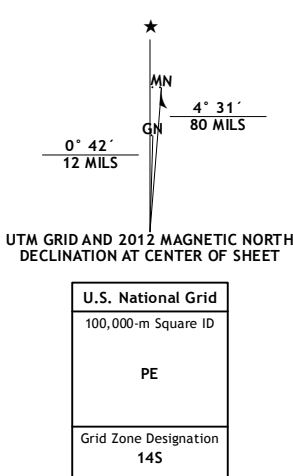 MN
4° 31´
80 MILS
GN
0° 42´
12 MILS
UTM GRID AND 2012 MAGNETIC NORTH
DECLINATION AT CENTER OF SHEET
U.S. National Grid
100,000-m Square ID
PE
Grid Zone Designation
14S